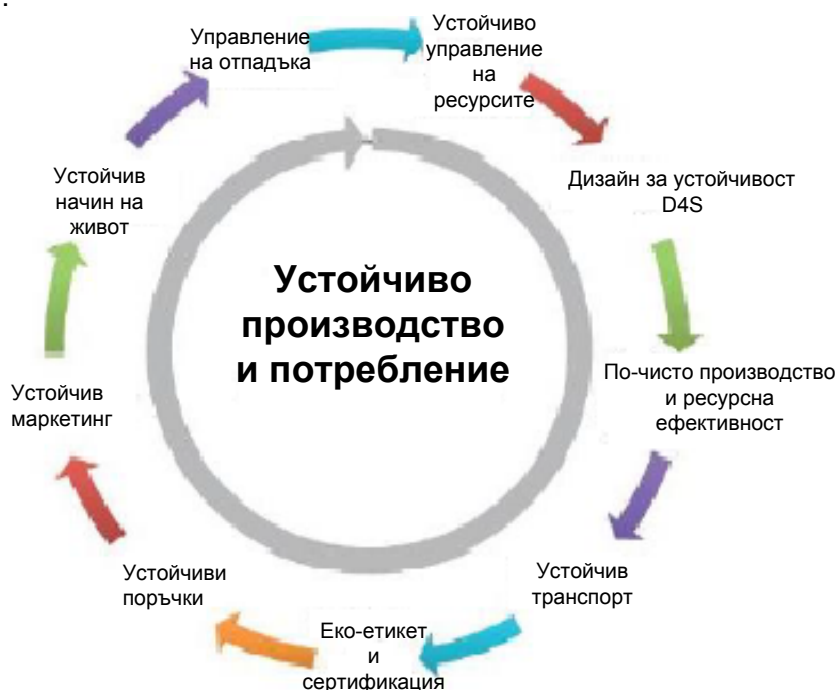 .
Управление
на отпадъка
Устойчиво
управление
на
ресурсите
Дизайн за устойчивост
D4S
По-чисто производство
и ресурсна
ефективност
Устойчив
транспорт
Еко-етикет
и
сертификация
Устойчиви
поръчки
Устойчив
маркетинг
Устойчив
начин на
живот
Устойчиво
производство
и потребление